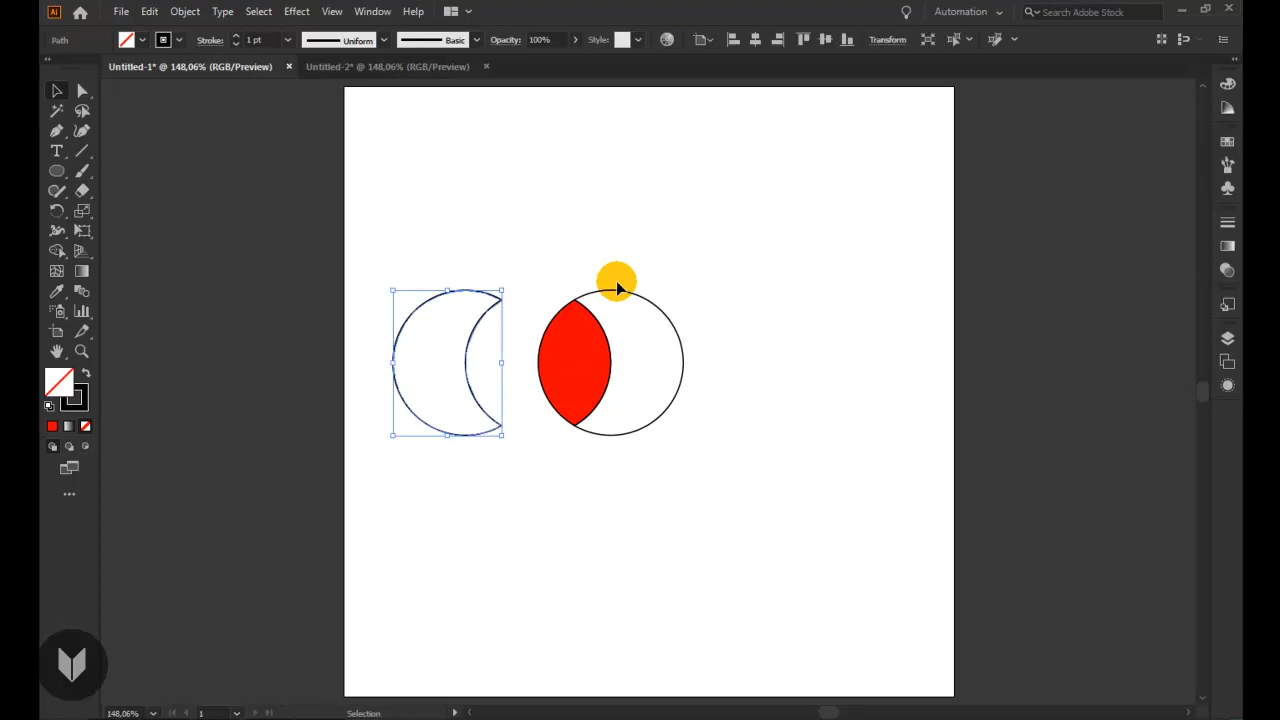 Ai File Edit Object Type Select Effect View Window Help Automation Search Adobe Stock
Path Stroke: 1 pt Uniform Basic Opacity: 100% Style: Transform
Untitled-1* @ 148,06% (RGB/Preview) × Untitled-2* @ 148,06% (RGB/Preview) ×
148,06% 1 Selection